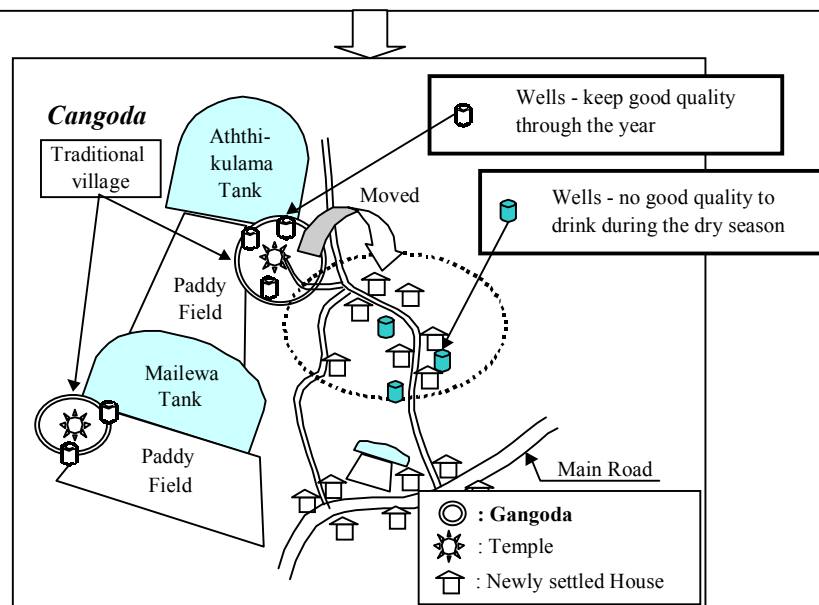 Cangoda
Traditional
village
Aththi-
kulama
Tank
Moved
Wells - keep good quality
through the year
Wells - no good quality to
drink during the dry season
Paddy
Field
Mailewa
Tank
Paddy
Field
Main Road
: Gangoda
: Temple
: Newly settled House